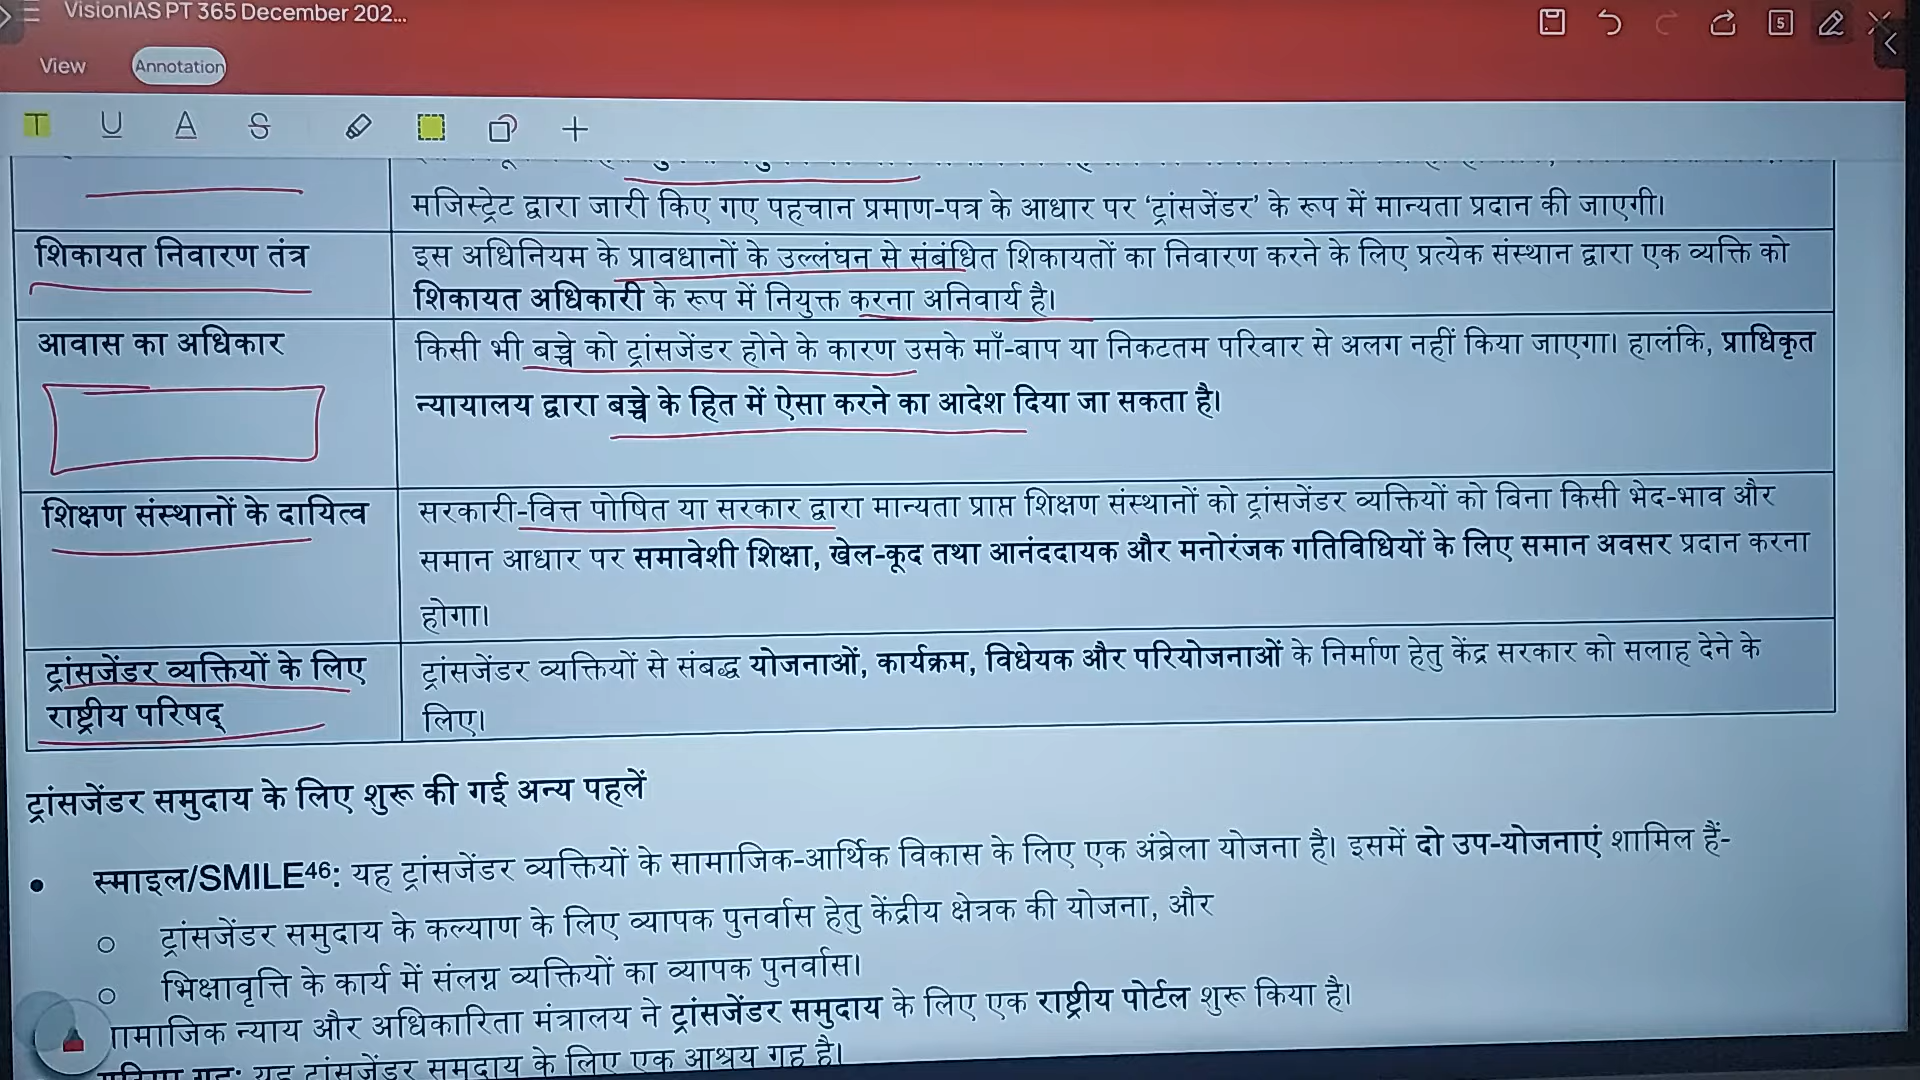 VisionIAS PT 365 December 202...
View
Annotation
मजिस्ट्रेट द्वारा जारी किए गए पहचान प्रमाण-पत्र के आधार पर 'ट्रांसजेंडर' के रूप में मान्यता प्रदान की जाएगी।
शिकायत निवारण तंत्र
इस अधिनियम के प्रावधानों के उल्लंघन से संबंधित शिकायतों का निवारण करने के लिए प्रत्येक संस्थान द्वारा एक व्यक्ति को
शिकायत अधिकारी के रूप में नियुक्त करना अनिवार्य है।
आवास का अधिकार
किसी भी बच्चे को ट्रांसजेंडर होने के कारण उसके माँ-बाप या निकटतम परिवार से अलग नहीं किया जाएगा। हालंकि, प्राधिकृत
न्यायालय द्वारा बच्चे के हित में ऐसा करने का आदेश दिया जा सकता है।
शिक्षण संस्थानों के दायित्व
सरकारी-वित्त पोषित या सरकार द्वारा मान्यता प्राप्त शिक्षण संस्थानों को ट्रांसजेंडर व्यक्तियों को बिना किसी भेद-भाव और
समान आधार पर समावेशी शिक्षा, खेल-कूद तथा आनंददायक और मनोरंजक गतिविधियों के लिए समान अवसर प्रदान करना
होगा।
ट्रांसजेंडर व्यक्तियों के लिए
राष्ट्रीय परिषद्
ट्रांसजेंडर व्यक्तियों से संबद्ध योजनाओं, कार्यक्रम, विधेयक और परियोजनाओं के निर्माण हेतु केंद्र सरकार को सलाह देने के
लिए।
ट्रांसजेंडर समुदाय के लिए शुरू की गई अन्य पहलें
● स्माइल/SMILE46: यह ट्रांसजेंडर व्यक्तियों के सामाजिक-आर्थिक विकास के लिए एक अंब्रेला योजना है। इसमें दो उप-योजनाएं शामिल हैं-
○ ट्रांसजेंडर समुदाय के कल्याण के लिए व्यापक पुनर्वास हेतु केंद्रीय क्षेत्रक की योजना, और
○ भिक्षावृत्ति के कार्य में संलग्न व्यक्तियों का व्यापक पुनर्वास।
न्याय और अधिकारिता मंत्रालय ने ट्रांसजेंडर समुदाय के लिए एक राष्ट्रीय पोर्टल शुरू किया है।
यह ट्रांसजेंडर समुदाय के लिए एक आश्रय गृह है।